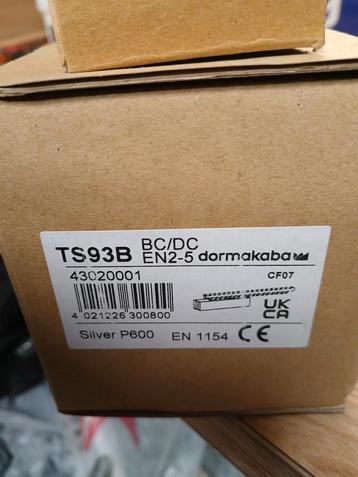 TS93B BC/DC EN2-5 dormakaba
43020001 CF07
4 021226 300800
UK CA
Silver P600 EN 1154 CE